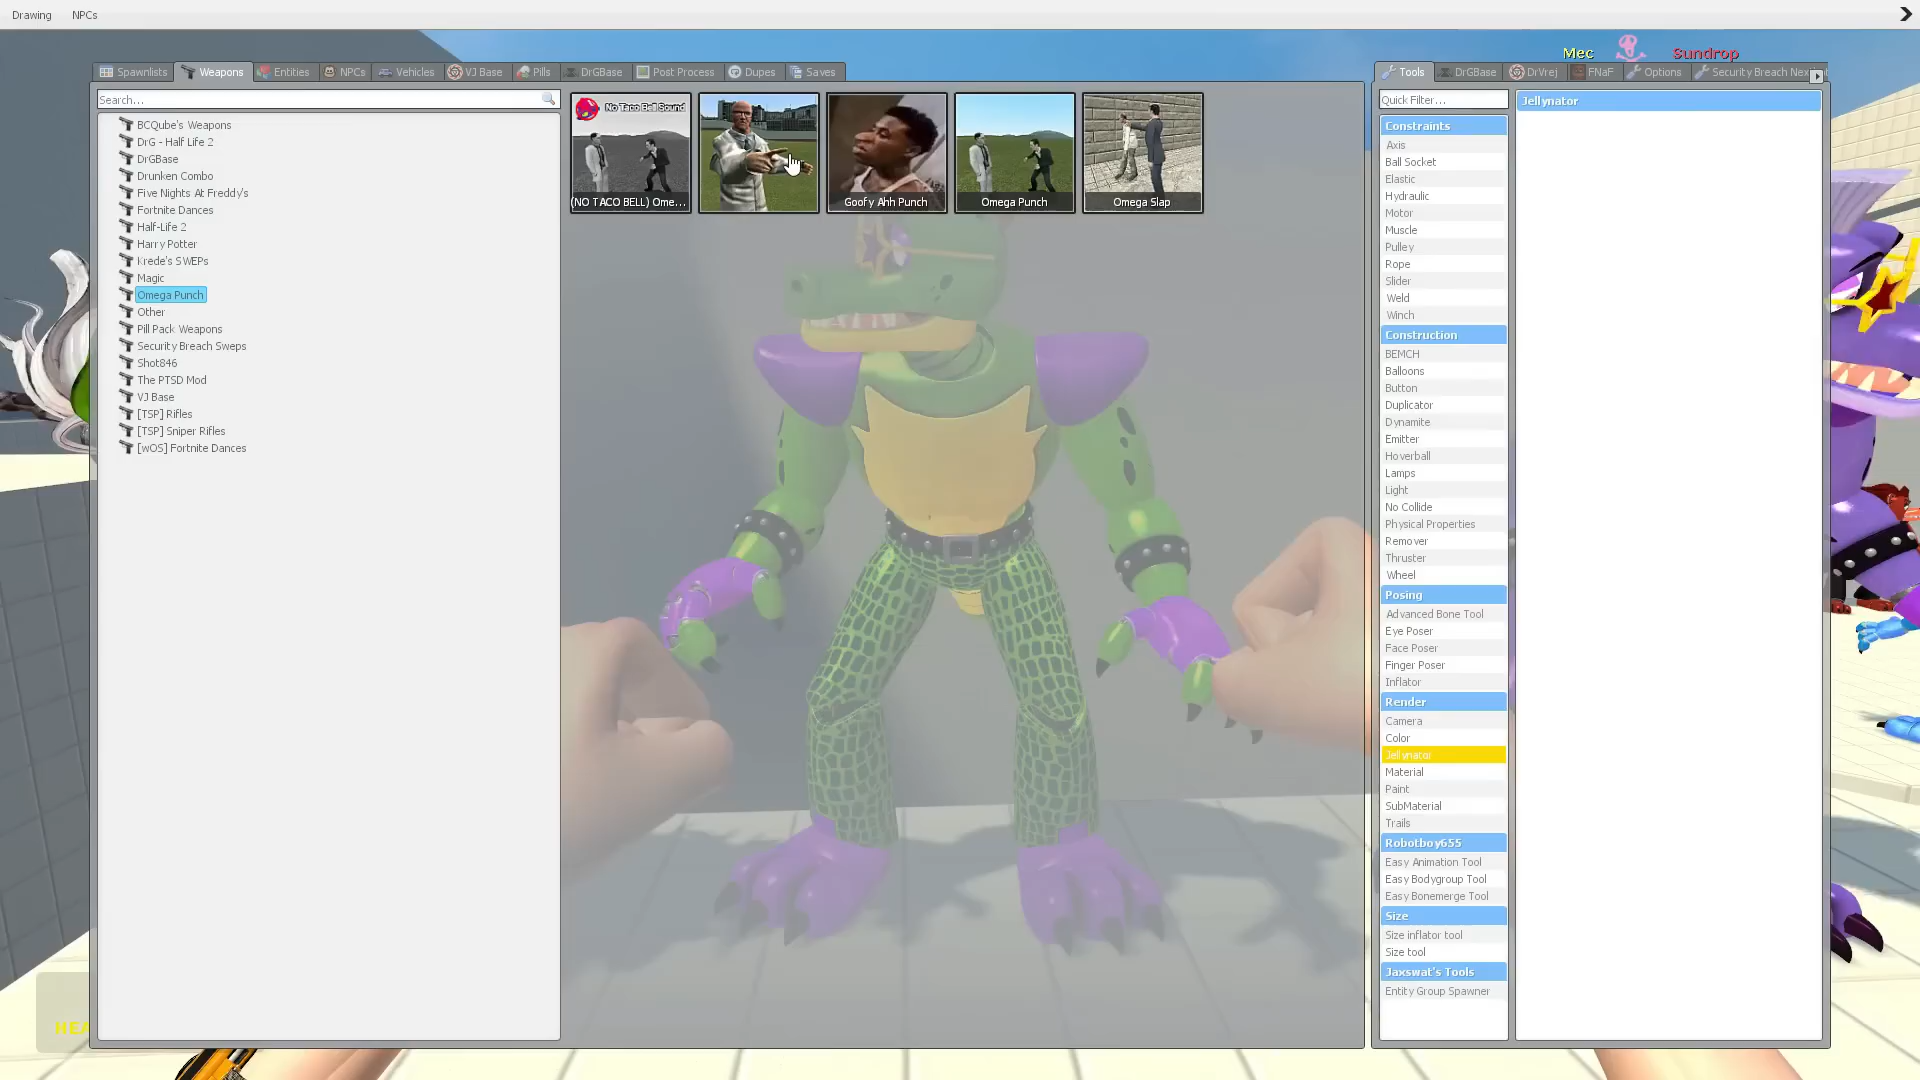 Drawing NPCs
Mec Sundrop
Spawnlists Weapons Entities NPCs Vehicles VJ Base Pills DrGBase Post Process Dupes Saves
Tools DrGBase DrVrej FNaF Options Security Breach Nex
Search...
BCQube's Weapons
DrG - Half Life 2
DrGBase
Drunken Combo
Five Nights At Freddy's
Fortnite Dances
Half-Life 2
Harry Potter
Krede's SWEPs
Magic
Omega Punch
Other
Pill Pack Weapons
Security Breach Sweps
Shot846
The PTSD Mod
VJ Base
[TSP] Rifles
[TSP] Sniper Rifles
[wOS] Fortnite Dances
No Taco Bell Sound
(NO TACO BELL) Ome...
Goofy Ahh Punch
Omega Punch
Omega Slap
Quick Filter...
Constraints
Axis
Ball Socket
Elastic
Hydraulic
Motor
Muscle
Pulley
Rope
Slider
Weld
Winch
Construction
BEMCH
Balloons
Button
Duplicator
Dynamite
Emitter
Hoverball
Lamps
Light
No Collide
Physical Properties
Remover
Thruster
Wheel
Posing
Advanced Bone Tool
Eye Poser
Face Poser
Finger Poser
Inflator
Render
Camera
Color
Jellynator
Material
Paint
SubMaterial
Trails
Robotboy655
Easy Animation Tool
Easy Bodygroup Tool
Easy Bonemerge Tool
Size
Size inflator tool
Size tool
Jaxswat's Tools
Entity Group Spawner
Jellynator